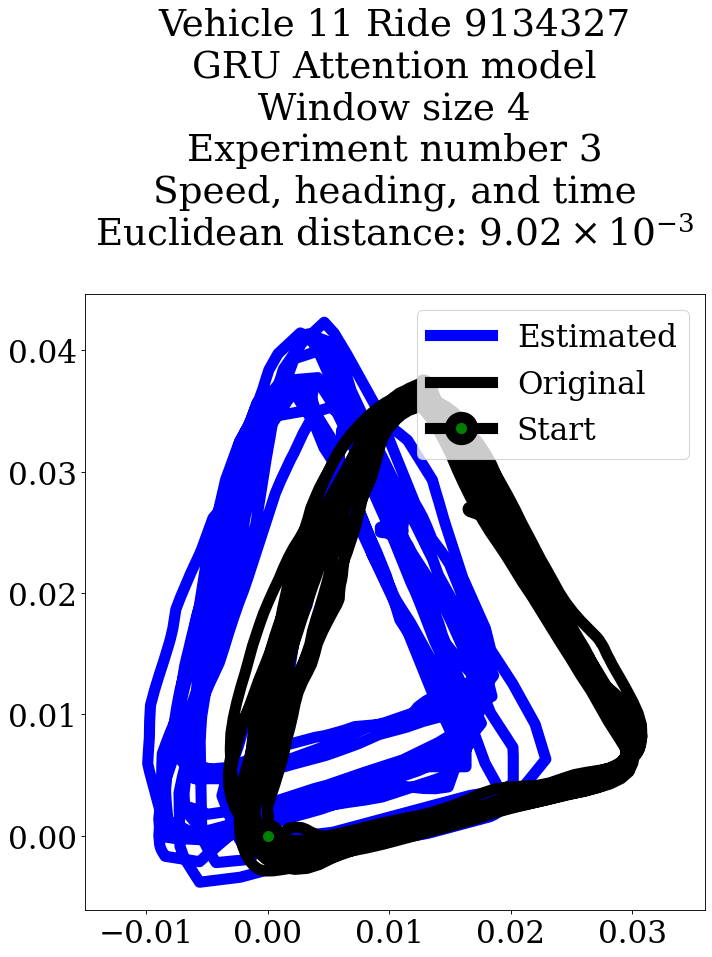 Vehicle 11 Ride 9134327
GRU Attention model
Window size 4
Experiment number 3
Speed, heading, and time
Euclidean distance: 9.02 × 10⁻³
Estimated
Original
Start
0.04
0.03
0.02
0.01
0.00
−0.01 0.00 0.01 0.02 0.03